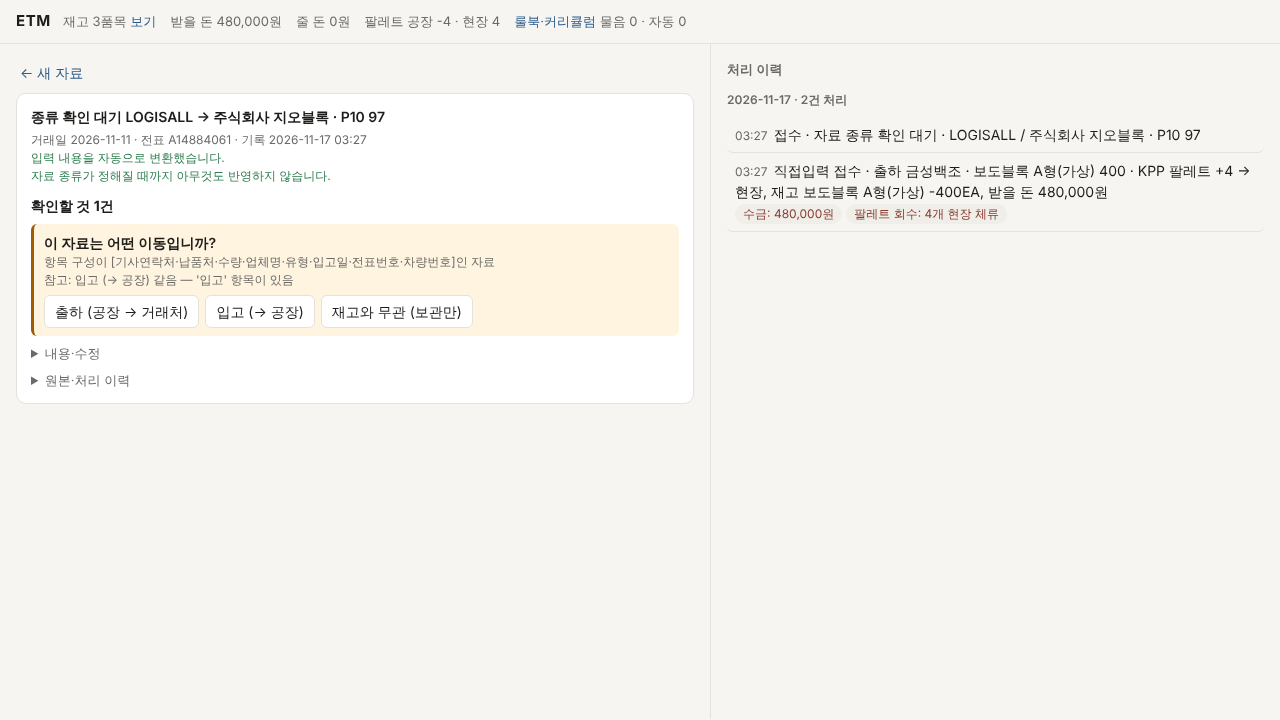 ETM 재고 3품목 보기 받을 돈 480,000원 줄 돈 0원 팔레트 공장 -4 · 현장 4 룰북·커리큘럼 물음 0 · 자동 0
← 새 자료
종류 확인 대기 LOGISALL → 주식회사 지오블록 · P10 97
거래일 2026-11-11 · 전표 A14884061 · 기록 2026-11-17 03:27
입력 내용을 자동으로 변환했습니다.
자료 종류가 정해질 때까지 아무것도 반영하지 않습니다.
확인할 것 1건
이 자료는 어떤 이동입니까?
항목 구성이 [기사연락처·납품처·수량·업체명·유형·입고일·전표번호·차량번호]인 자료
참고: 입고 (→ 공장) 같음 — '입고' 항목이 있음
출하 (공장 → 거래처) 입고 (→ 공장) 재고와 무관 (보관만)
▶ 내용·수정
▶ 원본·처리 이력
처리 이력
2026-11-17 · 2건 처리
03:27 접수 · 자료 종류 확인 대기 · LOGISALL / 주식회사 지오블록 · P10 97
03:27 직접입력 접수 · 출하 금성백조 · 보도블록 A형(가상) 400 · KPP 팔레트 +4 →
현장, 재고 보도블록 A형(가상) -400EA, 받을 돈 480,000원
수금: 480,000원 팔레트 회수: 4개 현장 체류